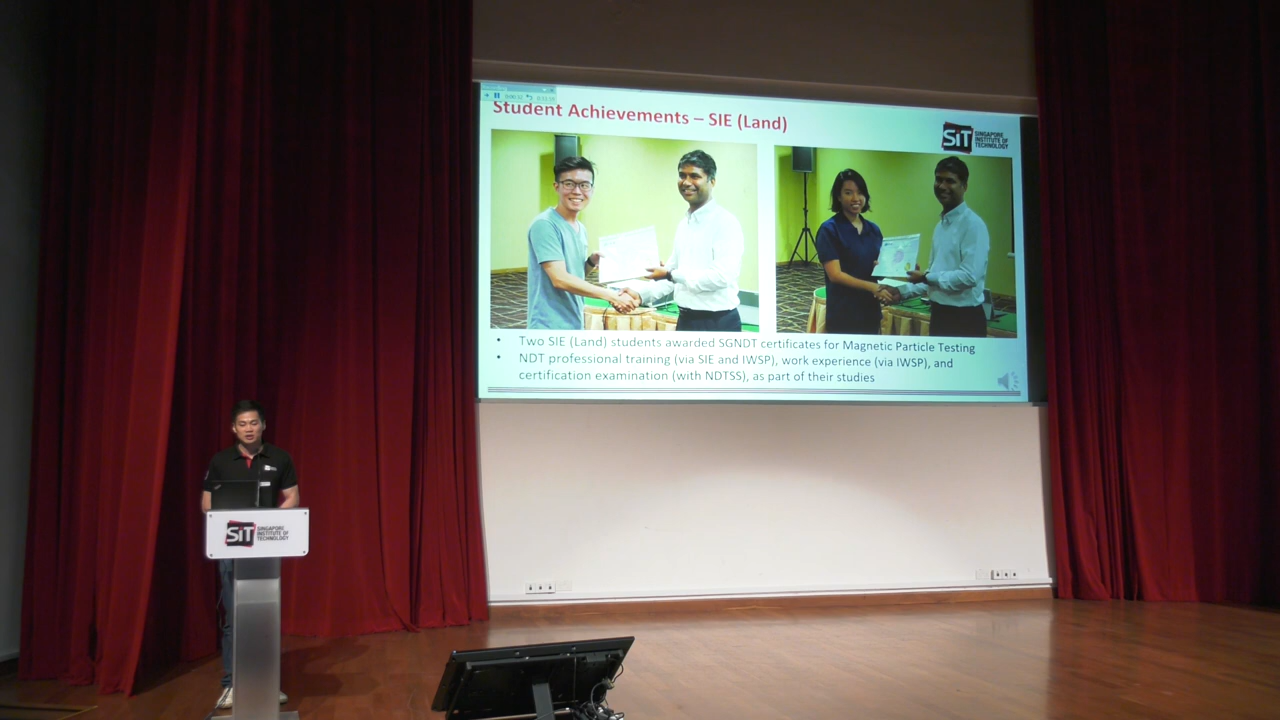 Student Achievements – SIE (Land)
SiT
SINGAPORE
INSTITUTE OF
TECHNOLOGY
• Two SIE (Land) students awarded SGNDT certificates for Magnetic Particle Testing
• NDT professional training (via SIE and IWSP), work experience (via IWSP), and
certification examination (with NDTSS), as part of their studies
SiT
SINGAPORE
INSTITUTE OF
TECHNOLOGY